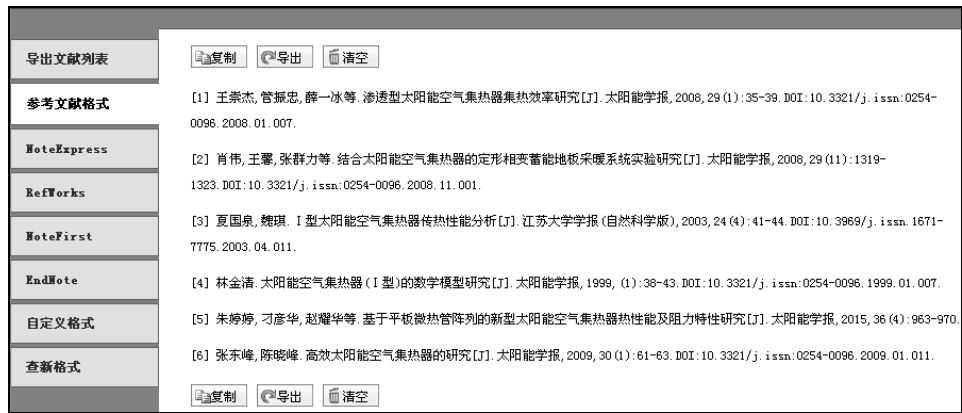 导出文献列表
参考文献格式
NoteExpress
RefWorks
NoteFirst
EndNote
自定义格式
查新格式
复制 导出 清空
[1] 王崇杰,管振忠,薛一冰等.渗透型太阳能空气集热器集热效率研究[J].太阳能学报,2008,29(1):35-39.DOI:10.3321/j.issn:0254-
0096.2008.01.007.
[2] 肖伟,王馨,张群力等.结合太阳能空气集热器的定形相变蓄能地板采暖系统实验研究[J].太阳能学报,2008,29(11):1319-
1323.DOI:10.3321/j.issn:0254-0096.2008.11.001.
[3] 夏国泉,魏琪.Ⅰ型太阳能空气集热器传热性能分析[J].江苏大学学报(自然科学版),2003,24(4):41-44.DOI:10.3969/j.issn.1671-
7775.2003.04.011.
[4] 林金清.太阳能空气集热器(Ⅰ型)的数学模型研究[J].太阳能学报,1999,(1):38-43.DOI:10.3321/j.issn:0254-0096.1999.01.007.
[5] 朱婷婷,刁彦华,赵耀华等.基于平板微热管阵列的新型太阳能空气集热器热性能及阻力特性研究[J].太阳能学报,2015,36(4):963-970.
[6] 张东峰,陈晓峰.高效太阳能空气集热器的研究[J].太阳能学报,2009,30(1):61-63.DOI:10.3321/j.issn:0254-0096.2009.01.011.
复制 导出 清空